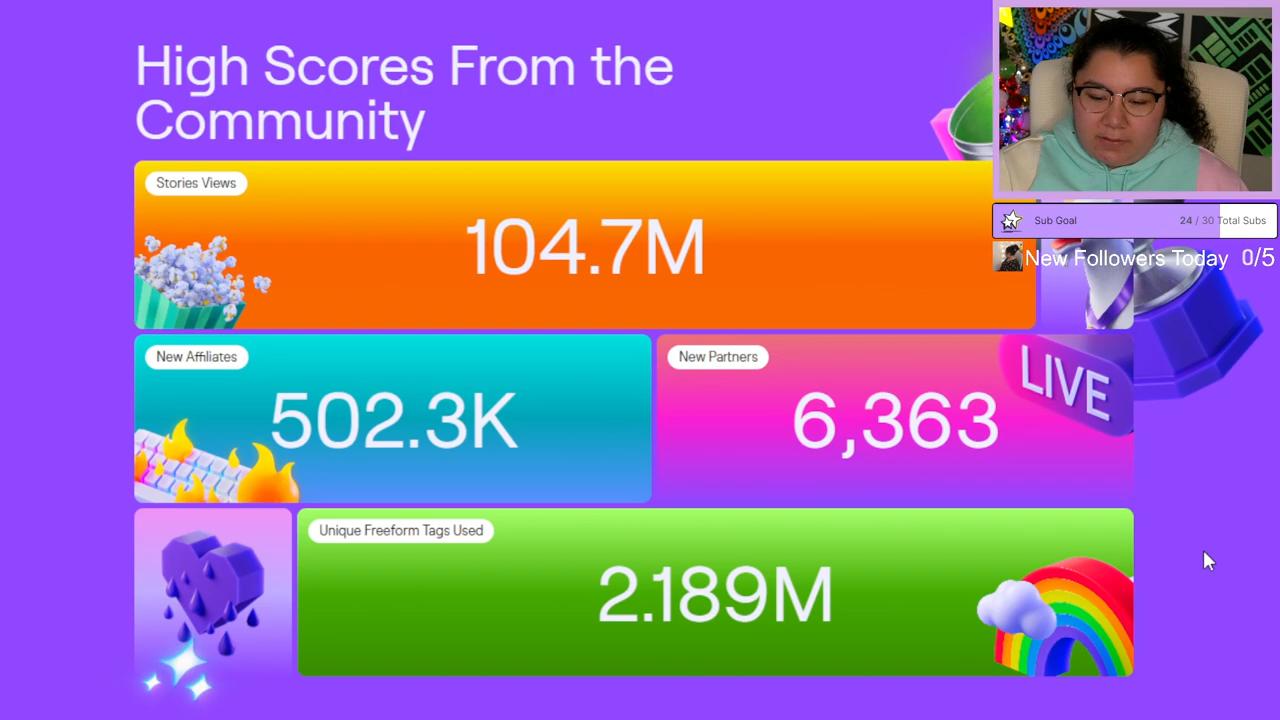 High Scores From the
Community
Stories Views
104.7M
Sub Goal
24 / 30 Total Subs
New Followers Today 0/5
New Affiliates
502.3K
New Partners
6,363
LIVE
Unique Freeform Tags Used
2.189M